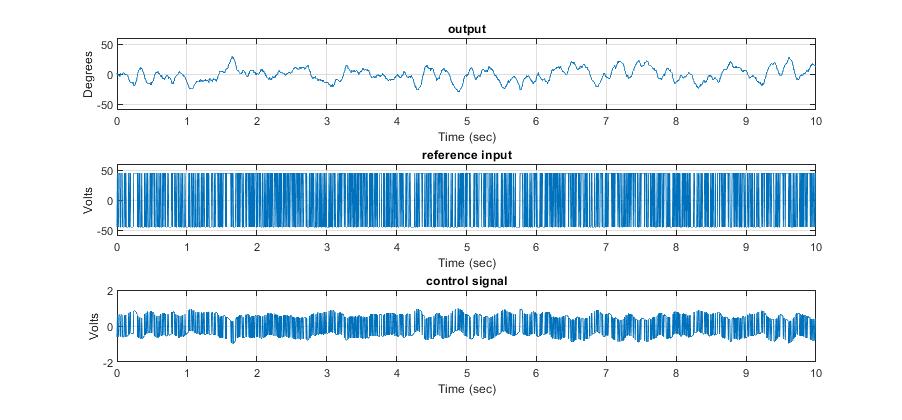 output
50
0
-50
Degrees
0 1 2 3 4 5 6 7 8 9 10
Time (sec)
reference input
50
0
-50
Volts
0 1 2 3 4 5 6 7 8 9 10
Time (sec)
control signal
2
0
-2
Volts
0 1 2 3 4 5 6 7 8 9 10
Time (sec)